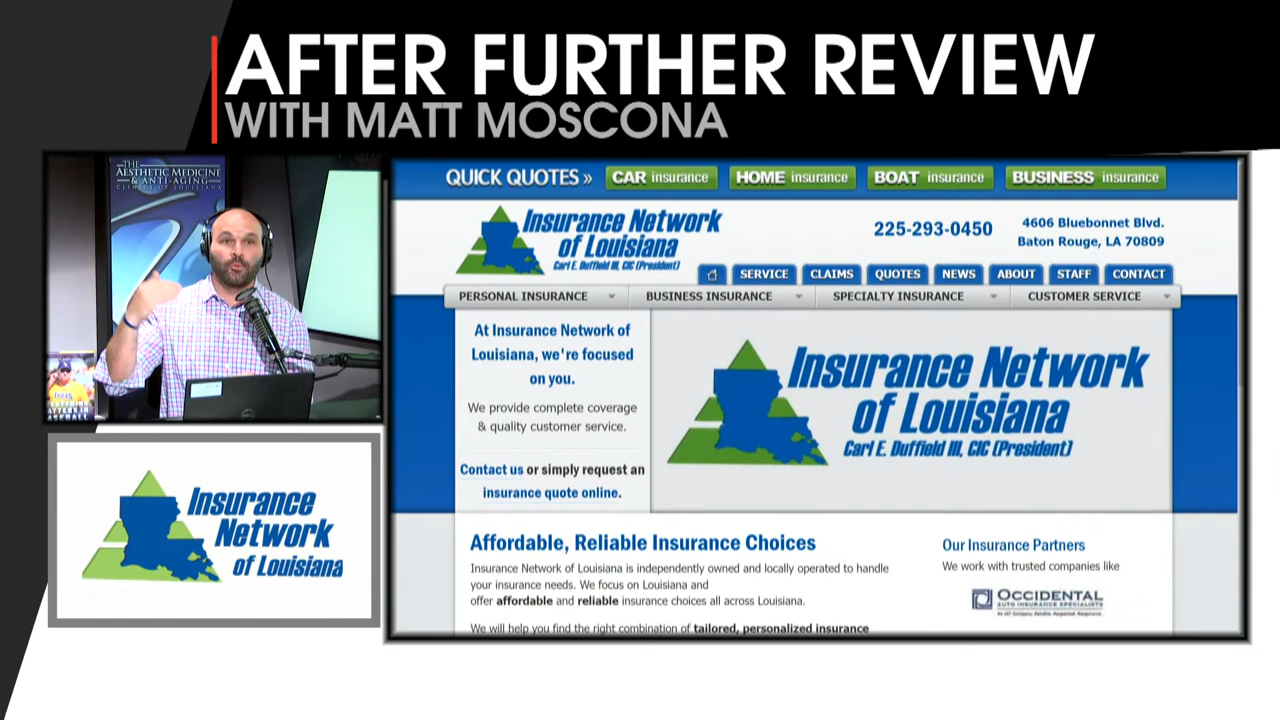 AFTER FURTHER REVIEW
WITH MATT MOSCONA
THE
AESTHETIC MEDICINE
& ANTI-AGING
CLINICS OF LOUISIANA
DELL
Insurance
Network
of Louisiana
QUICK QUOTES »
CAR insurance
HOME insurance
BOAT insurance
BUSINESS insurance
Insurance Network
of Louisiana
Carl E. Duffield III, CIC (President)
225-293-0450
4606 Bluebonnet Blvd.
Baton Rouge, LA 70809
SERVICE
CLAIMS
QUOTES
NEWS
ABOUT
STAFF
CONTACT
PERSONAL INSURANCE
BUSINESS INSURANCE
SPECIALTY INSURANCE
CUSTOMER SERVICE
At Insurance Network of
Louisiana, we're focused
on you.
We provide complete coverage
& quality customer service.
Contact us or simply request an
insurance quote online.
Insurance Network
of Louisiana
Carl E. Duffield III, CIC (President)
Affordable, Reliable Insurance Choices
Insurance Network of Louisiana is independently owned and locally operated to handle
your insurance needs. We focus on Louisiana and
offer affordable and reliable insurance choices all across Louisiana.
We will help you find the right combination of tailored, personalized insurance
Our Insurance Partners
We work with trusted companies like
OCCIDENTAL
AUTO INSURANCE SPECIALISTS